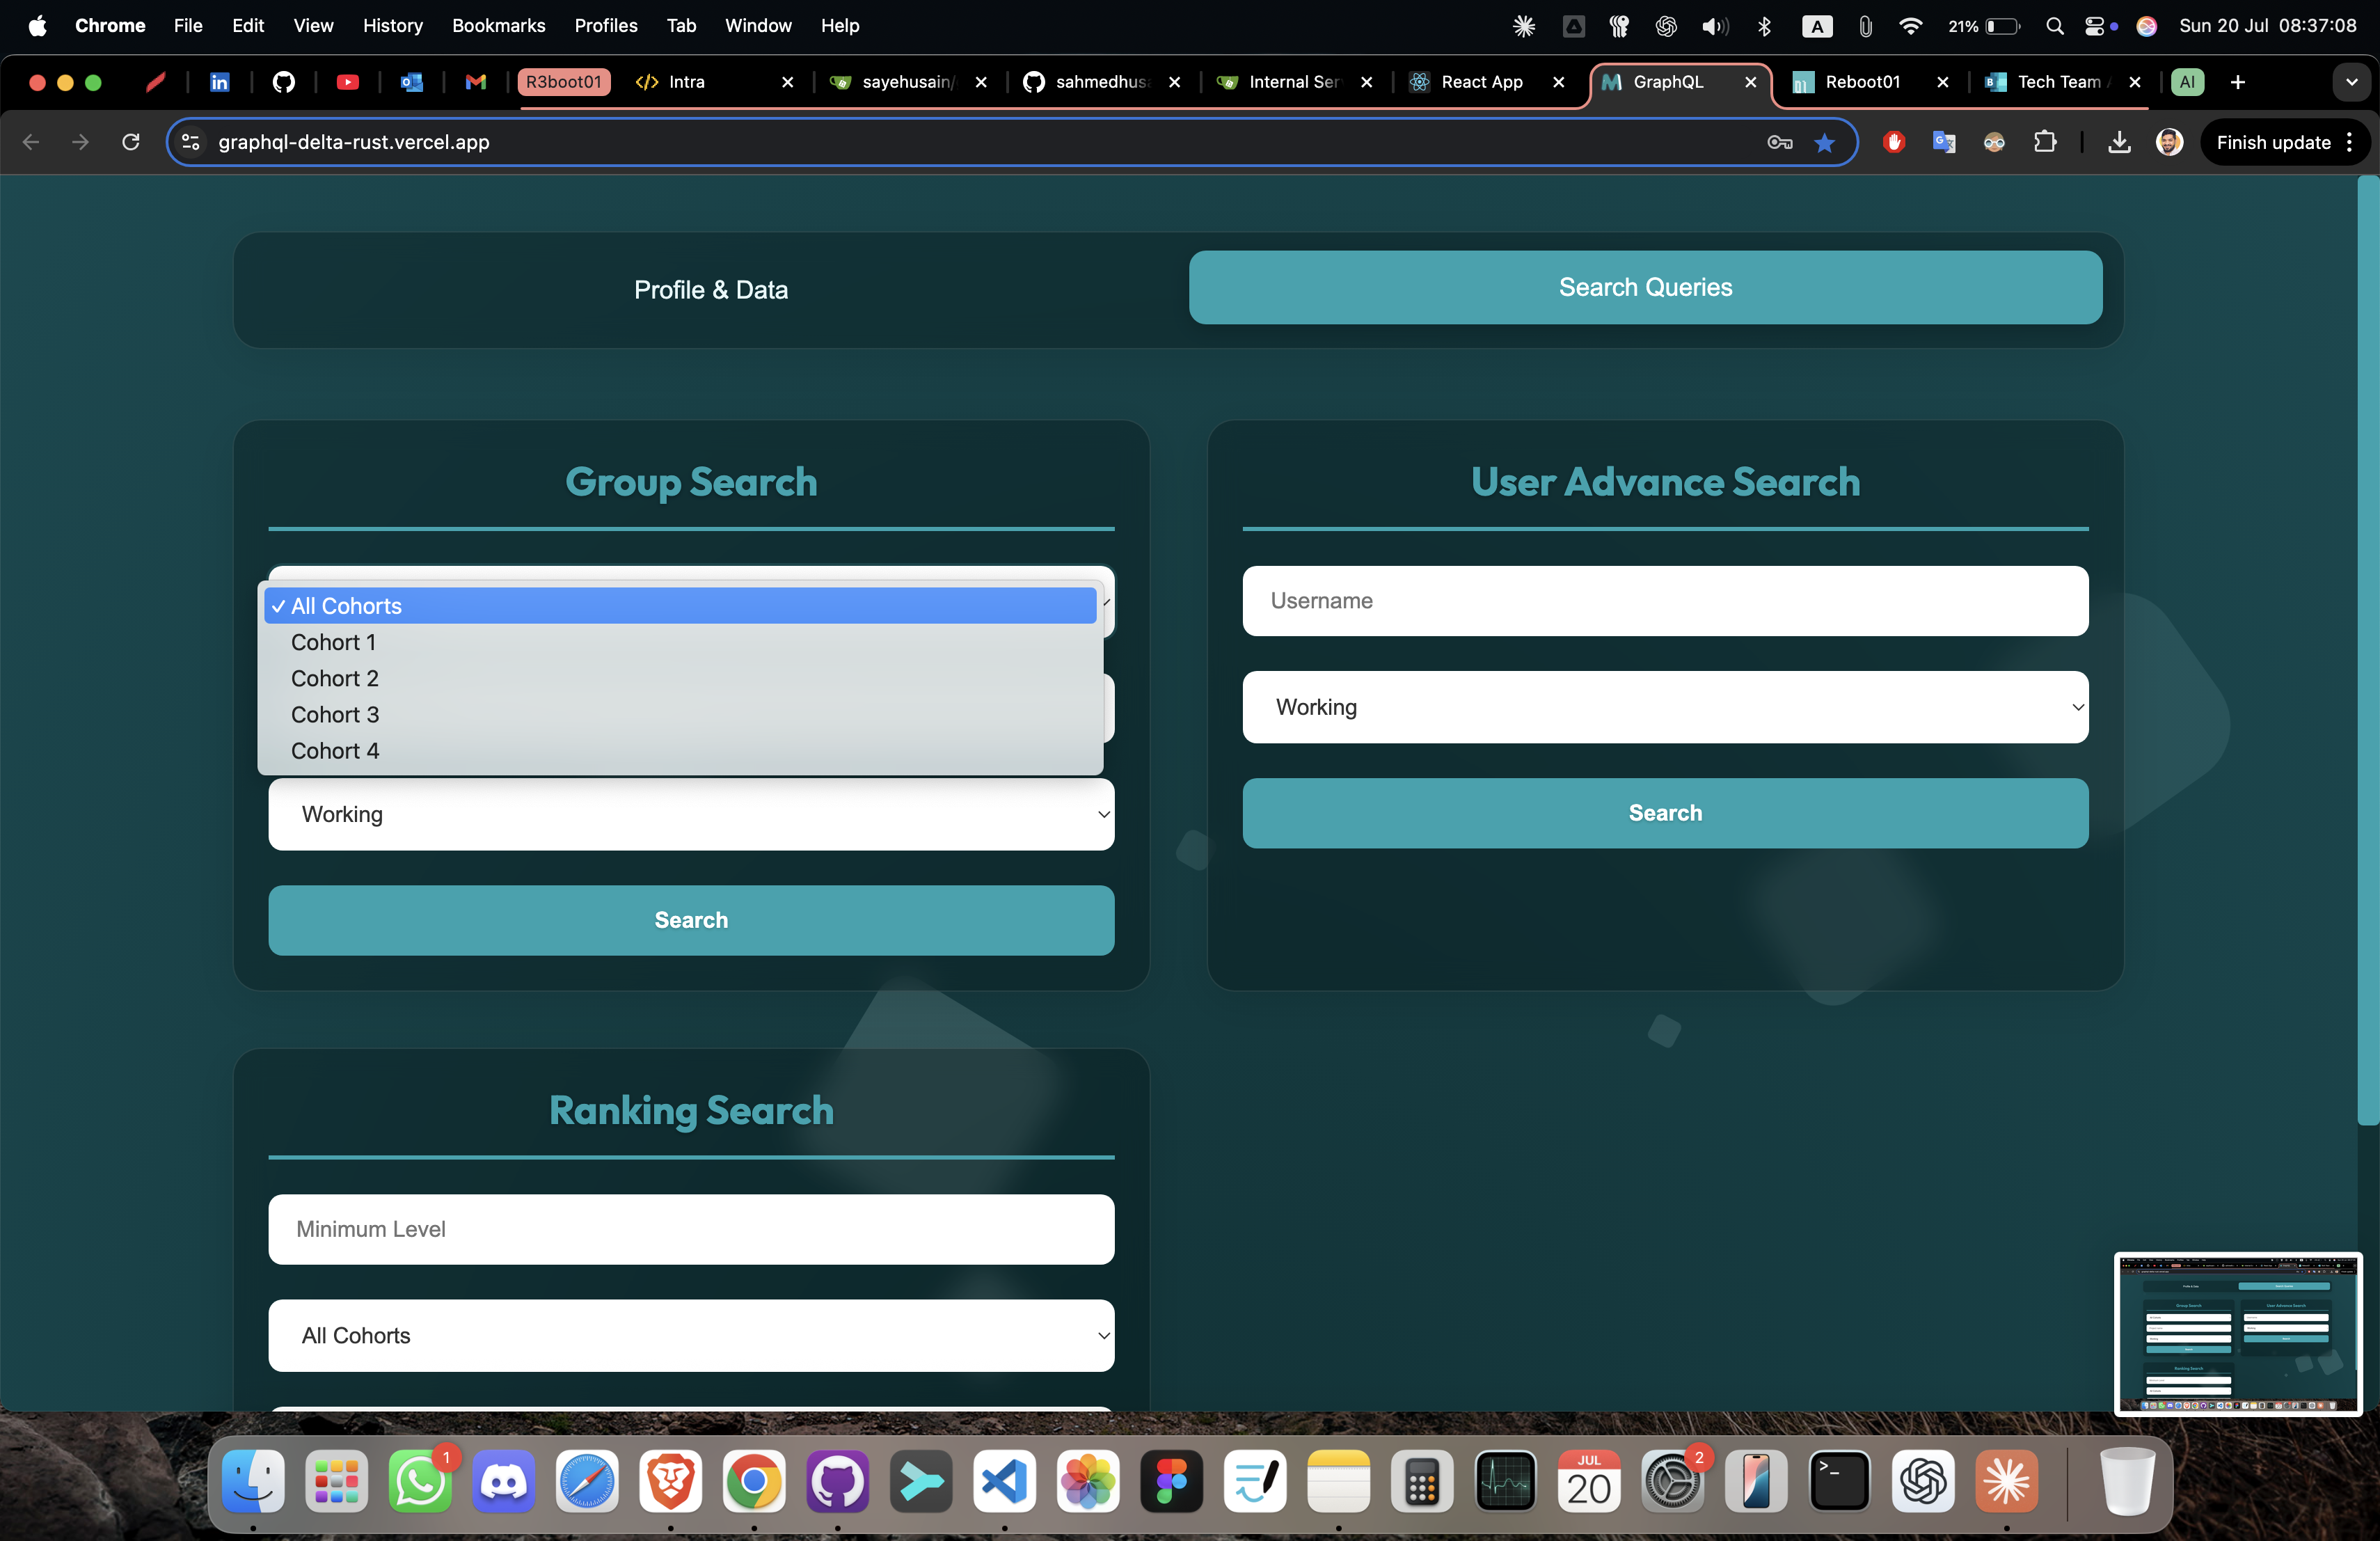 Chrome File Edit View History Bookmarks Profiles Tab Window Help A 21% Sun 20 Jul 08:37:08
R3boot01 Intra sayehusain/ sahmedhusa Internal Ser React App GraphQL Reboot01 Tech Team AI
graphql-delta-rust.vercel.app Finish update
Profile & Data
Search Queries
Group Search
✓ All Cohorts
Cohort 1
Cohort 2
Cohort 3
Cohort 4
Working
Search
User Advance Search
Username
Working
Search
Ranking Search
Minimum Level
All Cohorts
1
JUL
20
2